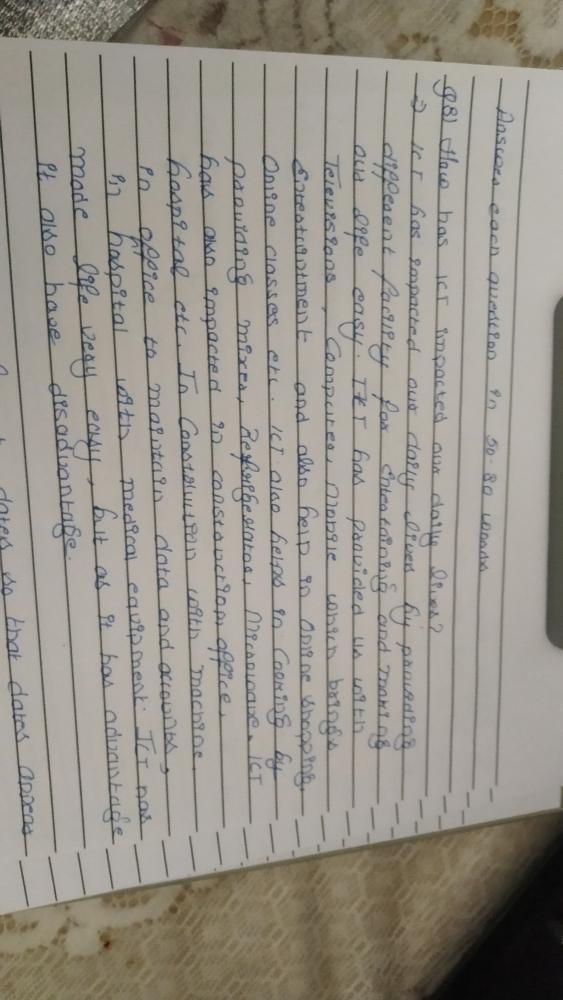 Answer each question in 50-80 words
Q8) How has ICT impacted our daily lives?
→ ICT has impacted our daily lives by providing
different facility for entertaining and making
our life easy. ICT has provided us with
Televisions, Computer, Mobile which brings
Entertainment and also help in Online shopping,
Online classes etc. ICT also helps in Cooking by
providing mixer, Refrigerator, Microwave. ICT
has also impacted in construction, office,
hospital etc. In Construction with machine,
in office to maintain data and accounts,
in hospital with medical equipment. ICT has
made life very easy, but as it has advantage
it also have disadvantage.
dates so that dates appear